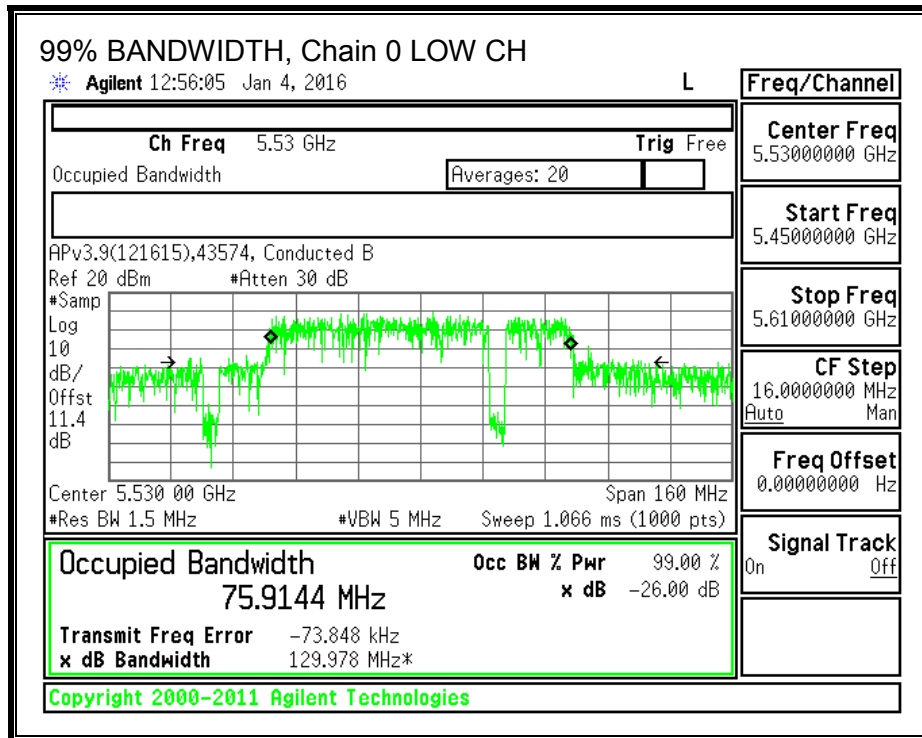 99% BANDWIDTH, Chain 0 LOW CH
Agilent 12:56:05 Jan 4, 2016 L
Freq/Channel
Ch Freq 5.53 GHz Trig Free
Occupied Bandwidth Averages: 20
APv3.9(121615),43574, Conducted B
Ref 20 dBm #Atten 30 dB
#Samp
Log
10
dB/
Offst
11.4
dB
Center 5.530 00 GHz Span 160 MHz
#Res BW 1.5 MHz #VBW 5 MHz Sweep 1.066 ms (1000 pts)
Occupied Bandwidth Occ BW % Pwr 99.00 %
75.9144 MHz x dB -26.00 dB
Transmit Freq Error -73.848 kHz
x dB Bandwidth 129.978 MHz*
Copyright 2000-2011 Agilent Technologies
Center Freq
5.53000000 GHz
Start Freq
5.45000000 GHz
Stop Freq
5.61000000 GHz
CF Step
16.0000000 MHz
Auto Man
Freq Offset
0.00000000 Hz
Signal Track
On Off